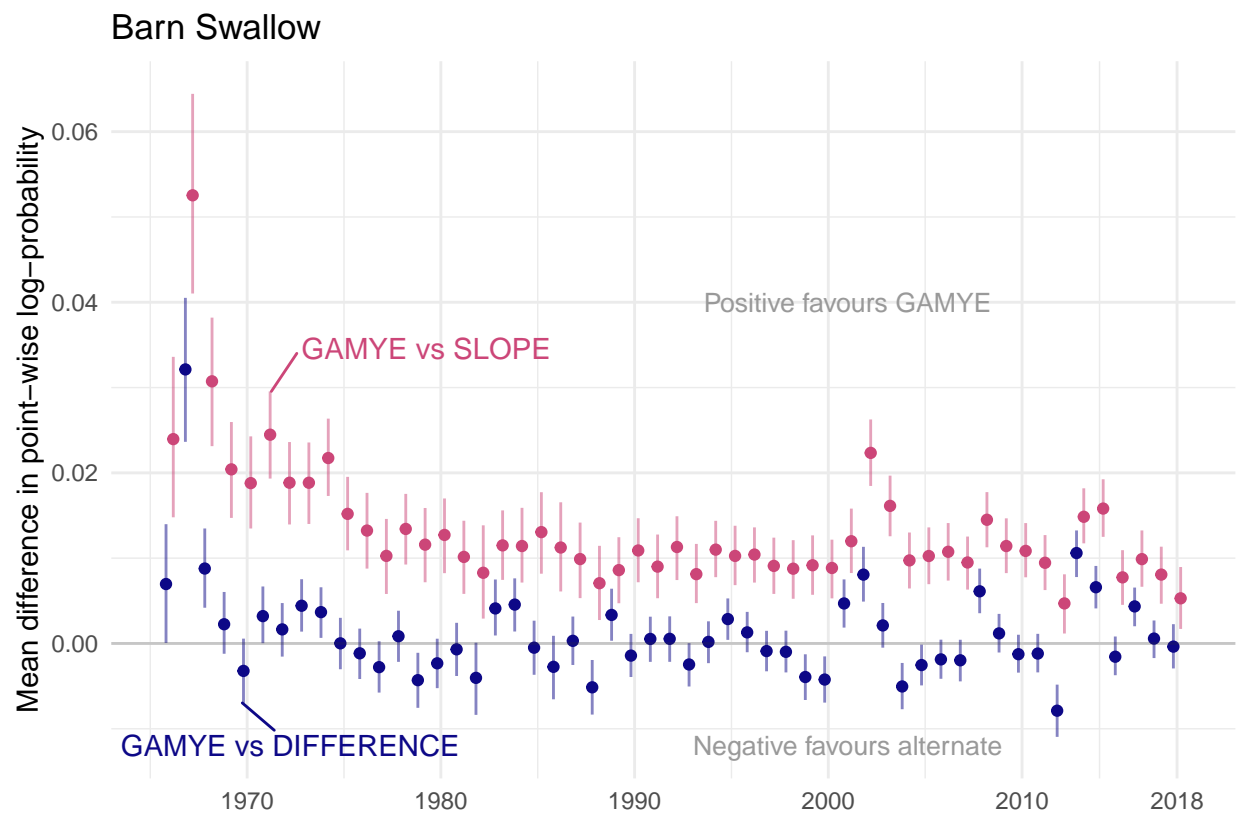 Barn Swallow
Mean difference in point−wise log−probability
0.06
0.04
0.02
0.00
Positive favours GAMYE
GAMYE vs SLOPE
GAMYE vs DIFFERENCE
Negative favours alternate
1970
1980
1990
2000
2010
2018